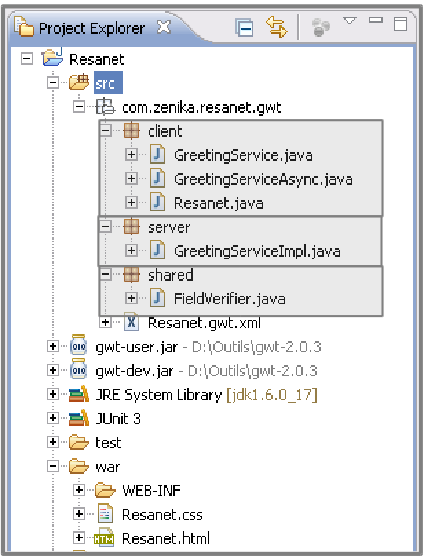 Project Explorer
Resanet
src
com.zenika.resanet.gwt
client
GreetingService.java
GreetingServiceAsync.java
Resanet.java
server
GreetingServiceImpl.java
shared
FieldVerifier.java
Resanet.gwt.xml
gwt-user.jar - D:\Outils\gwt-2.0.3
gwt-dev.jar - D:\Outils\gwt-2.0.3
JRE System Library [jdk1.6.0_17]
JUnit 3
test
war
WEB-INF
Resanet.css
Resanet.html